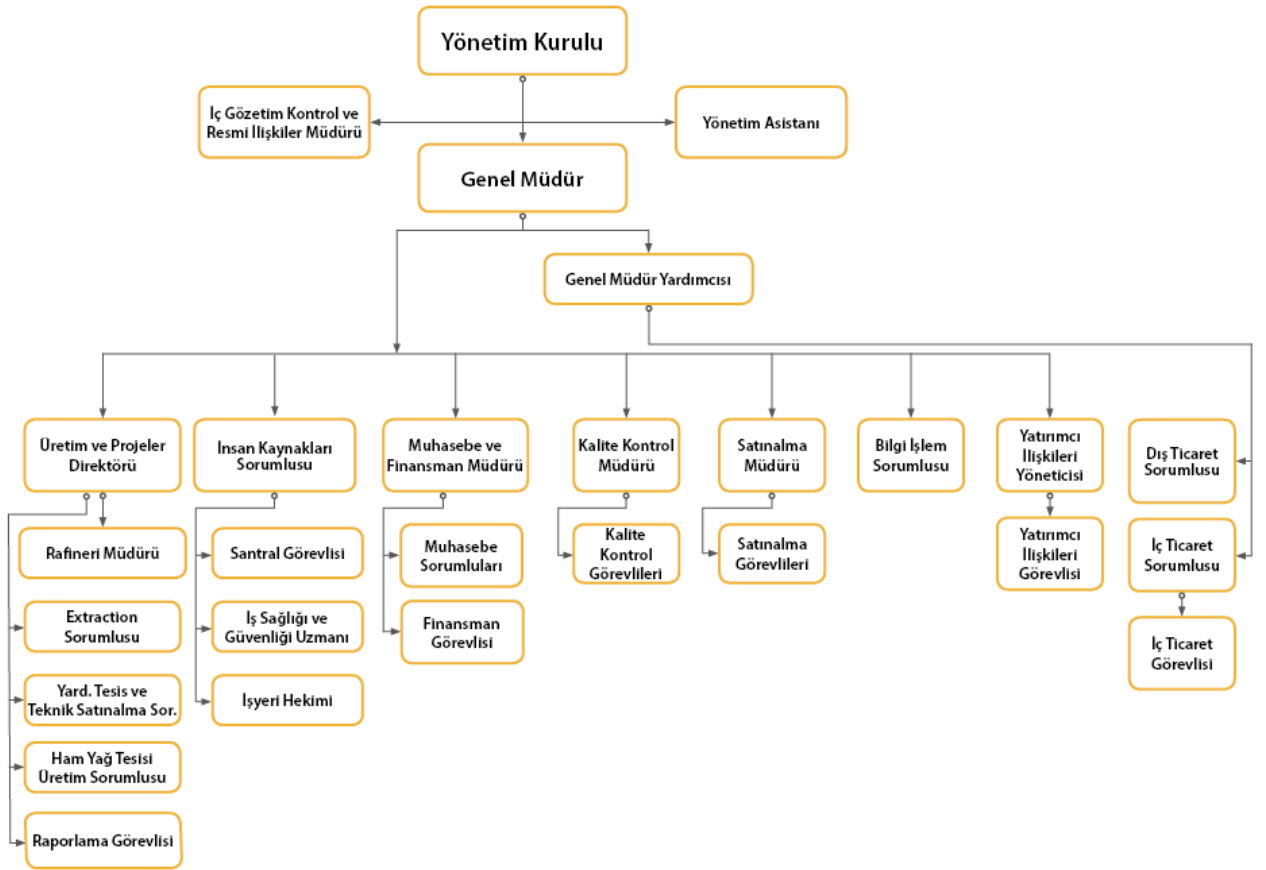 Yönetim Kurulu
İç Gözetim Kontrol ve
Resmi İlişkiler Müdürü
Yönetim Asistanı
Genel Müdür
Genel Müdür Yardımcısı
Üretim ve Projeler
Direktörü
İnsan Kaynakları
Sorumlusu
Muhasebe ve
Finansman Müdürü
Kalite Kontrol
Müdürü
Satınalma
Müdürü
Bilgi İşlem
Sorumlusu
Yatırımcı
İlişkileri
Yöneticisi
Dış Ticaret
Sorumlusu
Rafineri Müdürü
Santral Görevlisi
Muhasebe
Sorumluları
Kalite
Kontrol
Görevlileri
Satınalma
Görevlileri
Yatırımcı
İlişkileri
Görevlisi
İç Ticaret
Sorumlusu
Extraction
Sorumlusu
İş Sağlığı ve
Güvenliği Uzmanı
Finansman
Görevlisi
İç Ticaret
Görevlisi
Yard. Tesis ve
Teknik Satınalma Sor.
İşyeri Hekimi
Ham Yağ Tesisi
Üretim Sorumlusu
Raporlama Görevlisi